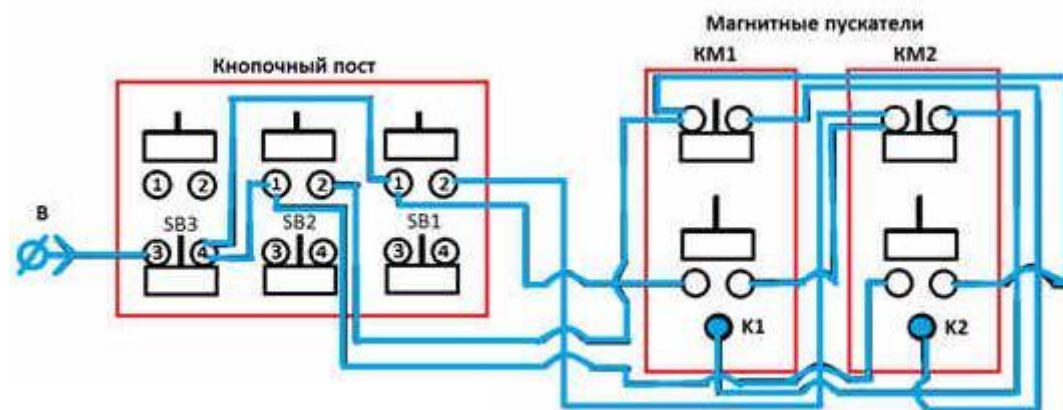 Магнитные пускатели
КМ1 КМ2
Кнопочный пост
1 2 1 2 1 2
В
SB3 SB2 SB1
3 4 3 4 3 4
К1 К2